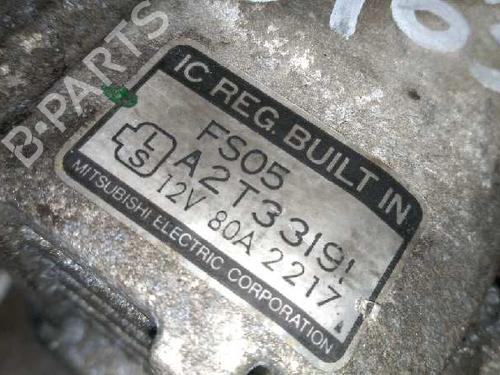 B-PARTS
IC REG. BUILT IN
FS05
L
S
A2T33191
12V 80A 2217
MITSUBISHI ELECTRIC CORPORATION